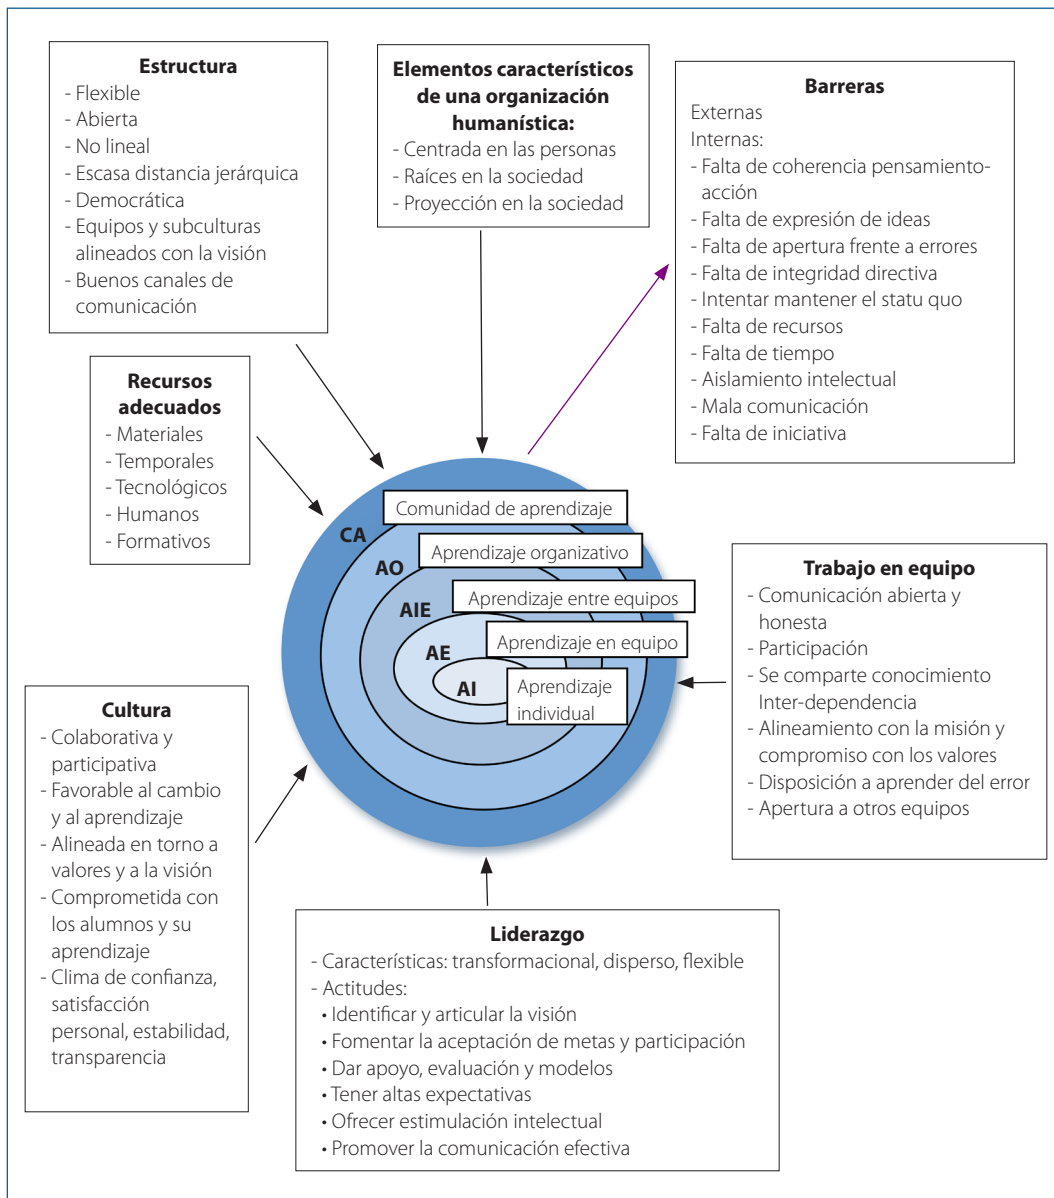 Estructura
- Flexible
- Abierta
- No lineal
- Escasa distancia jerárquica
- Democrática
- Equipos y subculturas
alineados con la visión
- Buenos canales de
comunicación
Elementos característicos
de una organización
humanística:
- Centrada en las personas
- Raíces en la sociedad
- Proyección en la sociedad
Barreras
Externas
Internas:
- Falta de coherencia pensamiento-
acción
- Falta de expresión de ideas
- Falta de apertura frente a errores
- Falta de integridad directiva
- Intentar mantener el statu quo
- Falta de recursos
- Falta de tiempo
- Aislamiento intelectual
- Mala comunicación
- Falta de iniciativa
Recursos
adecuados
- Materiales
- Temporales
- Tecnológicos
- Humanos
- Formativos
Comunidad de aprendizaje
CA
Aprendizaje organizativo
AO
Aprendizaje entre equipos
AIE
Aprendizaje en equipo
AE
Aprendizaje
individual
AI
Trabajo en equipo
- Comunicación abierta y
honesta
- Participación
- Se comparte conocimiento
Inter-dependencia
- Alineamiento con la misión y
compromiso con los valores
- Disposición a aprender del error
- Apertura a otros equipos
Cultura
- Colaborativa y
participativa
- Favorable al cambio
y al aprendizaje
- Alineada en torno a
valores y a la visión
- Comprometida con
los alumnos y su
aprendizaje
- Clima de confianza,
satisfacción
personal, estabilidad,
transparencia
Liderazgo
- Características: transformacional, disperso, flexible
- Actitudes:
• Identificar y articular la visión
• Fomentar la aceptación de metas y participación
• Dar apoyo, evaluación y modelos
• Tener altas expectativas
• Ofrecer estimulación intelectual
• Promover la comunicación efectiva